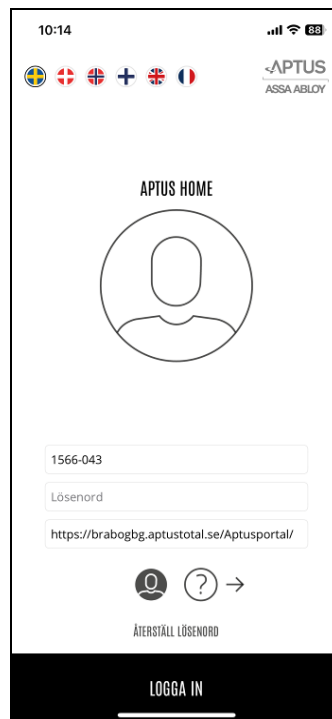 10:14
88
APTUS
ASSA ABLOY
APTUS HOME
1566-043
Lösenord
https://brabogbg.aptustotal.se/Aptusportal/
?
ÅTERSTÄLL LÖSENORD
LOGGA IN